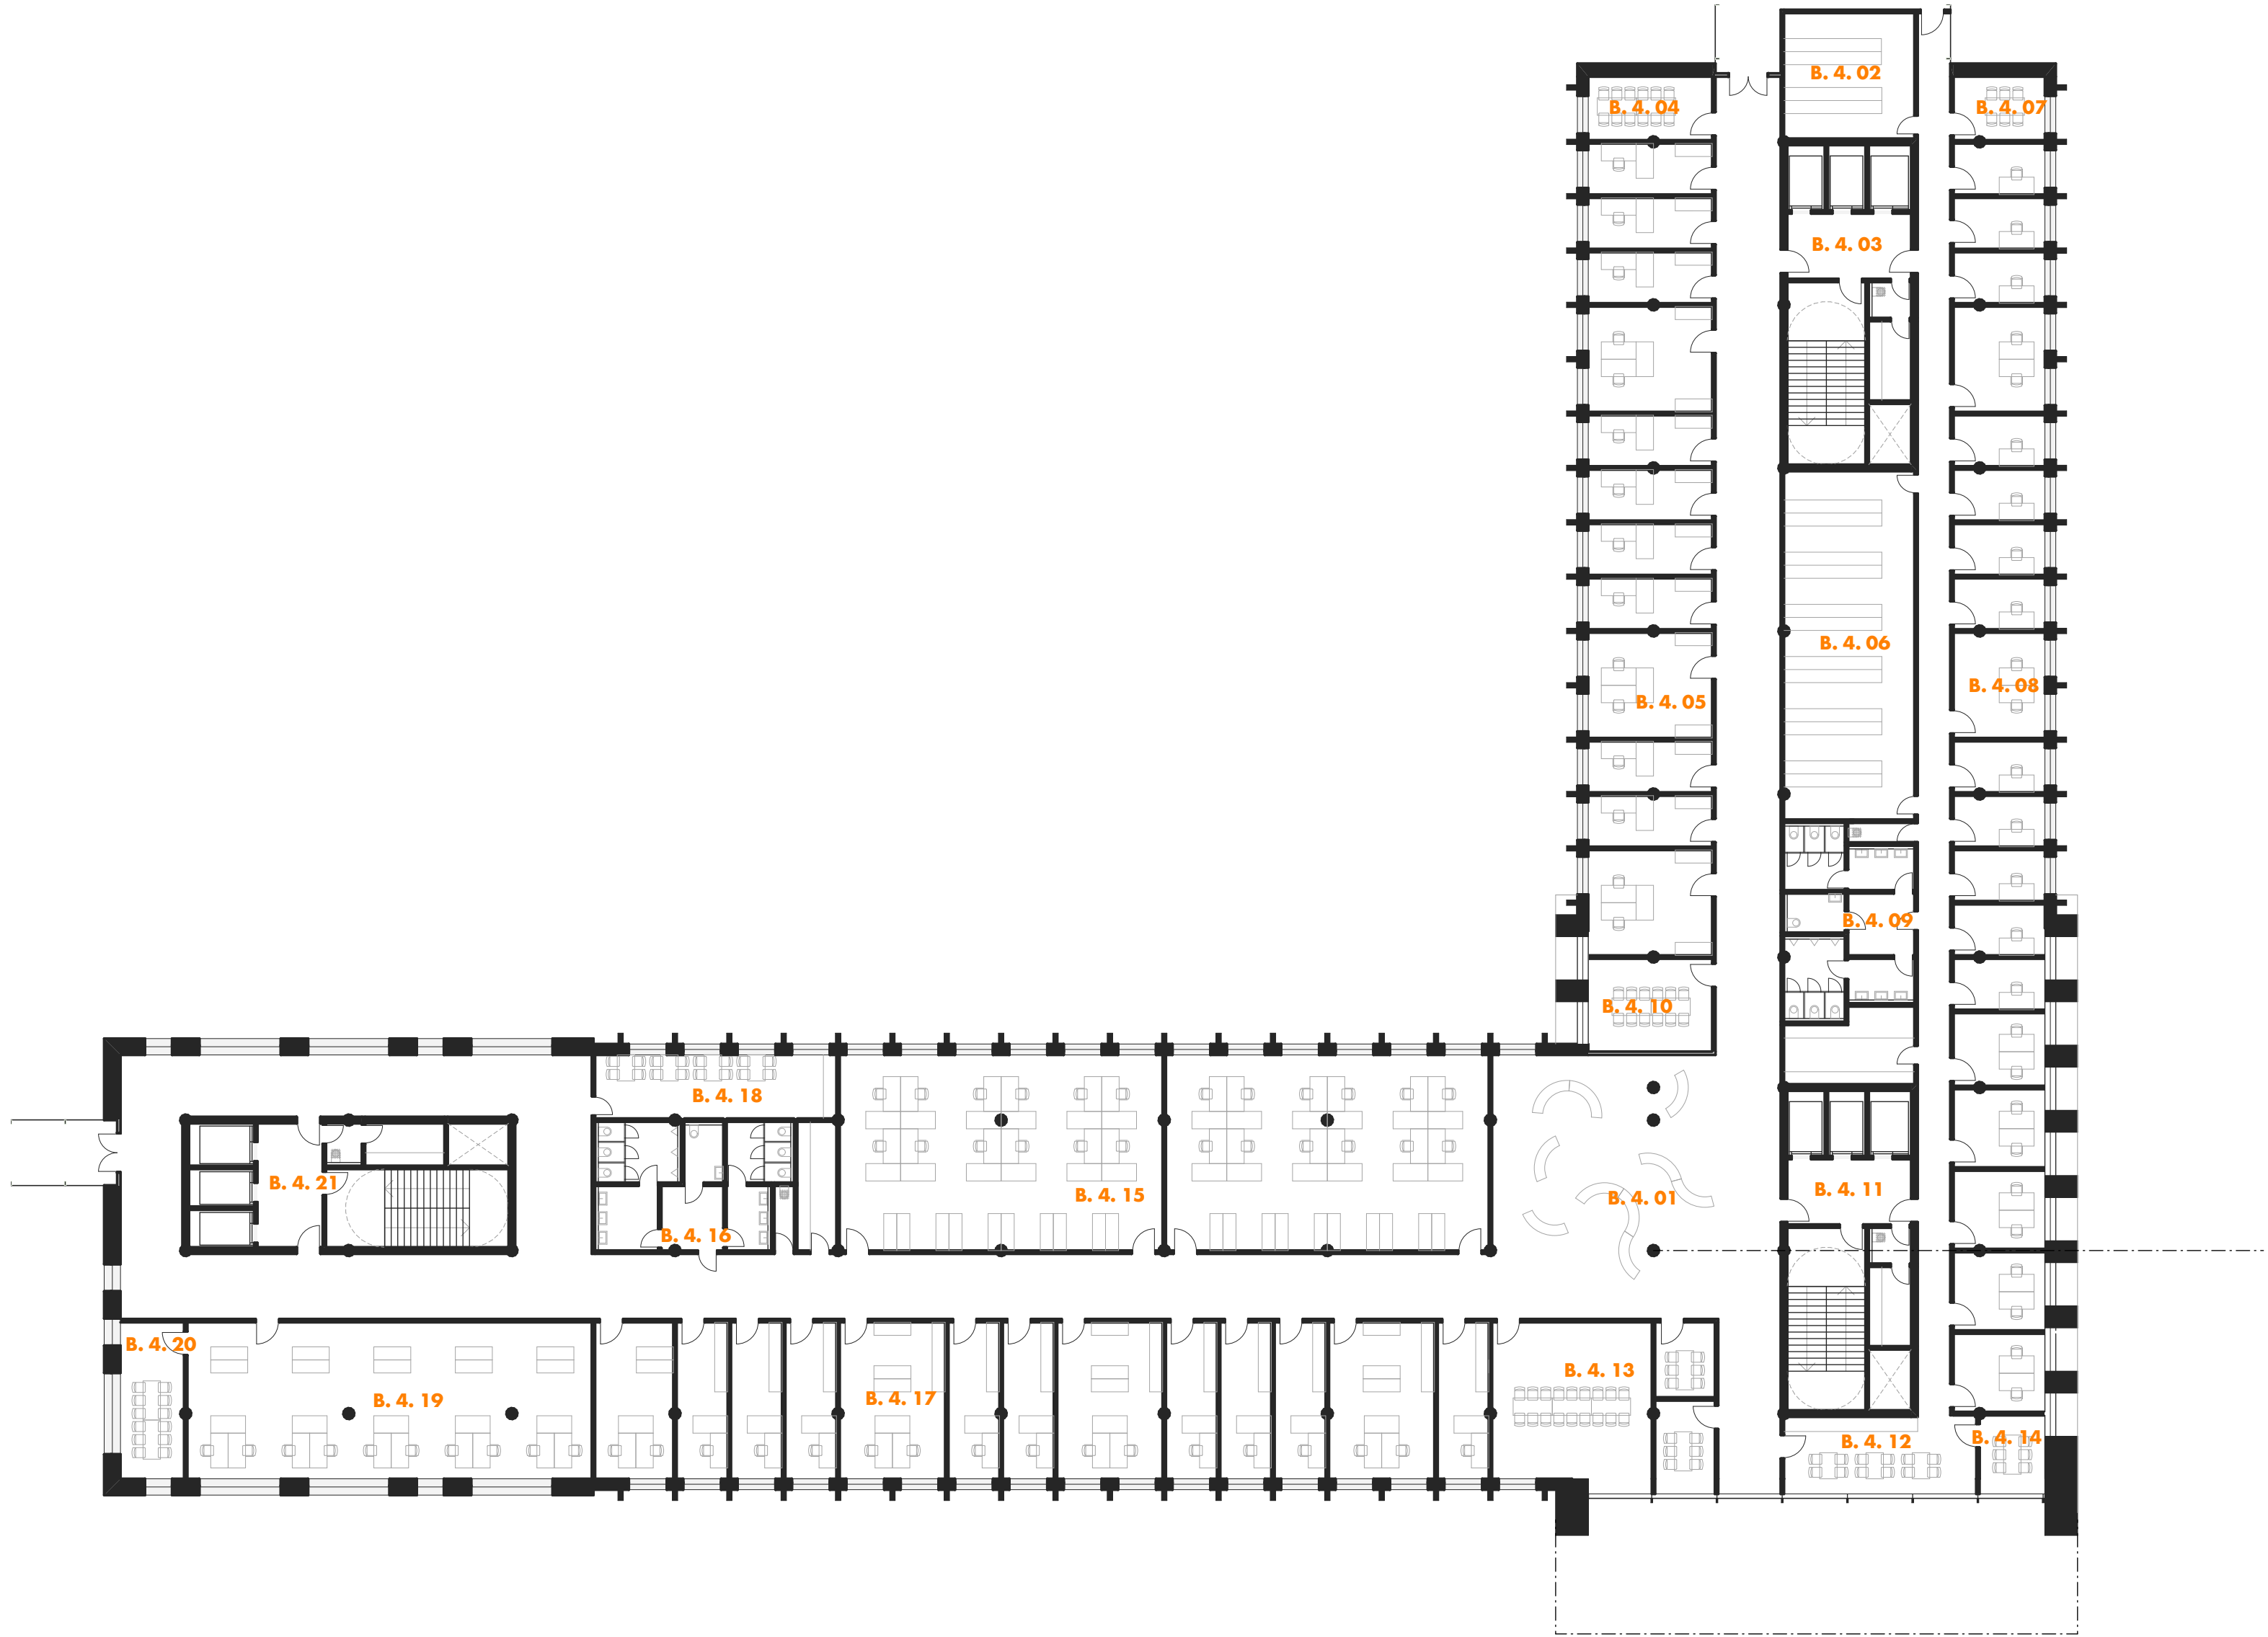 B. 4. 02
B. 4. 04
B. 4. 07
B. 4. 03
B. 4. 06
B. 4. 08
B. 4. 05
B. 4. 09
B. 4. 10
B. 4. 18
B. 4. 21
B. 4. 11
B. 4. 15
B. 4. 01
B. 4. 16
B. 4. 20
B. 4. 13
B. 4. 17
B. 4. 19
B. 4. 14
B. 4. 12